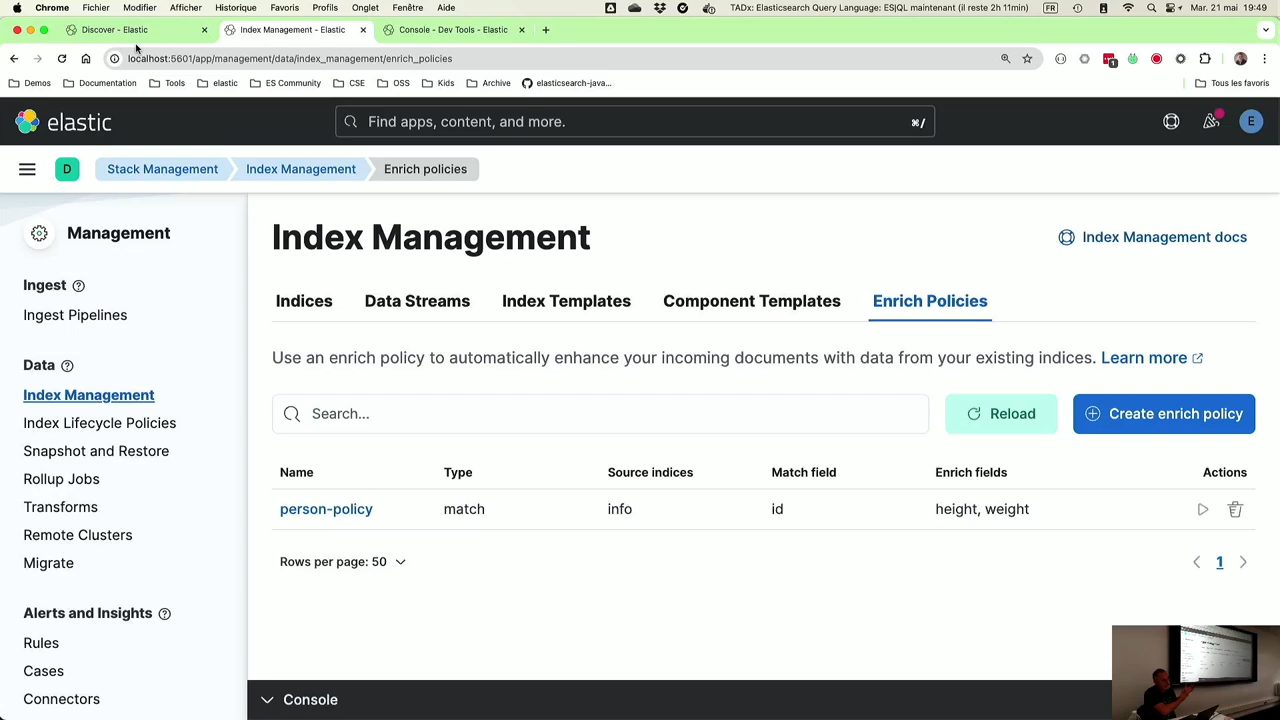 Chrome Fichier Modifier Afficher Historique Favoris Profils Onglet Fenêtre Aide TADx: Elasticsearch Query Language: ES|QL maintenant (il reste 2h 11min) FR Mar. 21 mai 19:49
Discover - Elastic Index Management - Elastic Console - Dev Tools - Elastic
localhost:5601/app/management/data/index_management/enrich_policies
Demos Documentation Tools elastic ES Community CSE OSS Kids Archive elasticsearch-java... Tous les favoris
elastic Find apps, content, and more. ⌘/ E
D Stack Management Index Management Enrich policies
Management
Ingest
Ingest Pipelines
Data
Index Management
Index Lifecycle Policies
Snapshot and Restore
Rollup Jobs
Transforms
Remote Clusters
Migrate
Alerts and Insights
Rules
Cases
Connectors
Index Management
Index Management docs
Indices Data Streams Index Templates Component Templates Enrich Policies
Use an enrich policy to automatically enhance your incoming documents with data from your existing indices. Learn more
Search... Reload Create enrich policy
Name Type Source indices Match field Enrich fields Actions
person-policy match info id height, weight
Rows per page: 50 1
Console